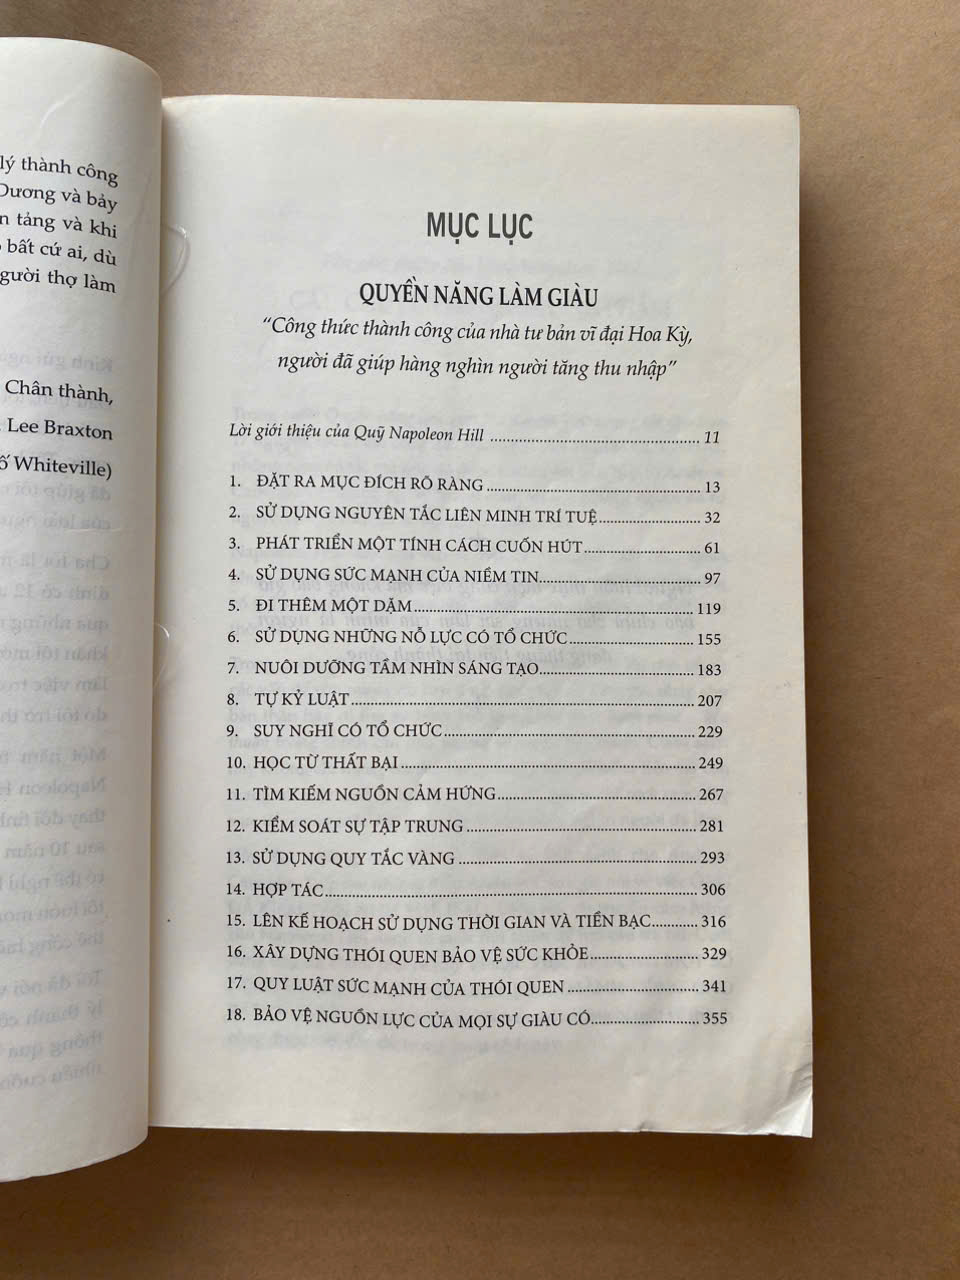 lý thành công
Dương và bảy
n tảng và khi
bất cứ ai, dù
gười thợ làm
Chân thành,
Lee Braxton
ố Whiteville)
MỤC LỤC
QUYỀN NĂNG LÀM GIÀU
“Công thức thành công của nhà tư bản vĩ đại Hoa Kỳ,
người đã giúp hàng nghìn người tăng thu nhập”
Lời giới thiệu của Quỹ Napoleon Hill ........ 11
1. ĐẶT RA MỤC ĐÍCH RÕ RÀNG ........ 13
2. SỬ DỤNG NGUYÊN TẮC LIÊN MINH TRÍ TUỆ ........ 32
3. PHÁT TRIỂN MỘT TÍNH CÁCH CUỐN HÚT ........ 61
4. SỬ DỤNG SỨC MẠNH CỦA NIỀM TIN ........ 97
5. ĐI THÊM MỘT DẶM ........ 119
6. SỬ DỤNG NHỮNG NỖ LỰC CÓ TỔ CHỨC ........ 155
7. NUÔI DƯỠNG TẦM NHÌN SÁNG TẠO ........ 183
8. TỰ KỶ LUẬT ........ 207
9. SUY NGHĨ CÓ TỔ CHỨC ........ 229
10. HỌC TỪ THẤT BẠI ........ 249
11. TÌM KIẾM NGUỒN CẢM HỨNG ........ 267
12. KIỂM SOÁT SỰ TẬP TRUNG ........ 281
13. SỬ DỤNG QUY TẮC VÀNG ........ 293
14. HỢP TÁC ........ 306
15. LÊN KẾ HOẠCH SỬ DỤNG THỜI GIAN VÀ TIỀN BẠC ........ 316
16. XÂY DỰNG THÓI QUEN BẢO VỆ SỨC KHỎE ........ 329
17. QUY LUẬT SỨC MẠNH CỦA THÓI QUEN ........ 341
18. BẢO VỆ NGUỒN LỰC CỦA MỌI SỰ GIÀU CÓ ........ 355